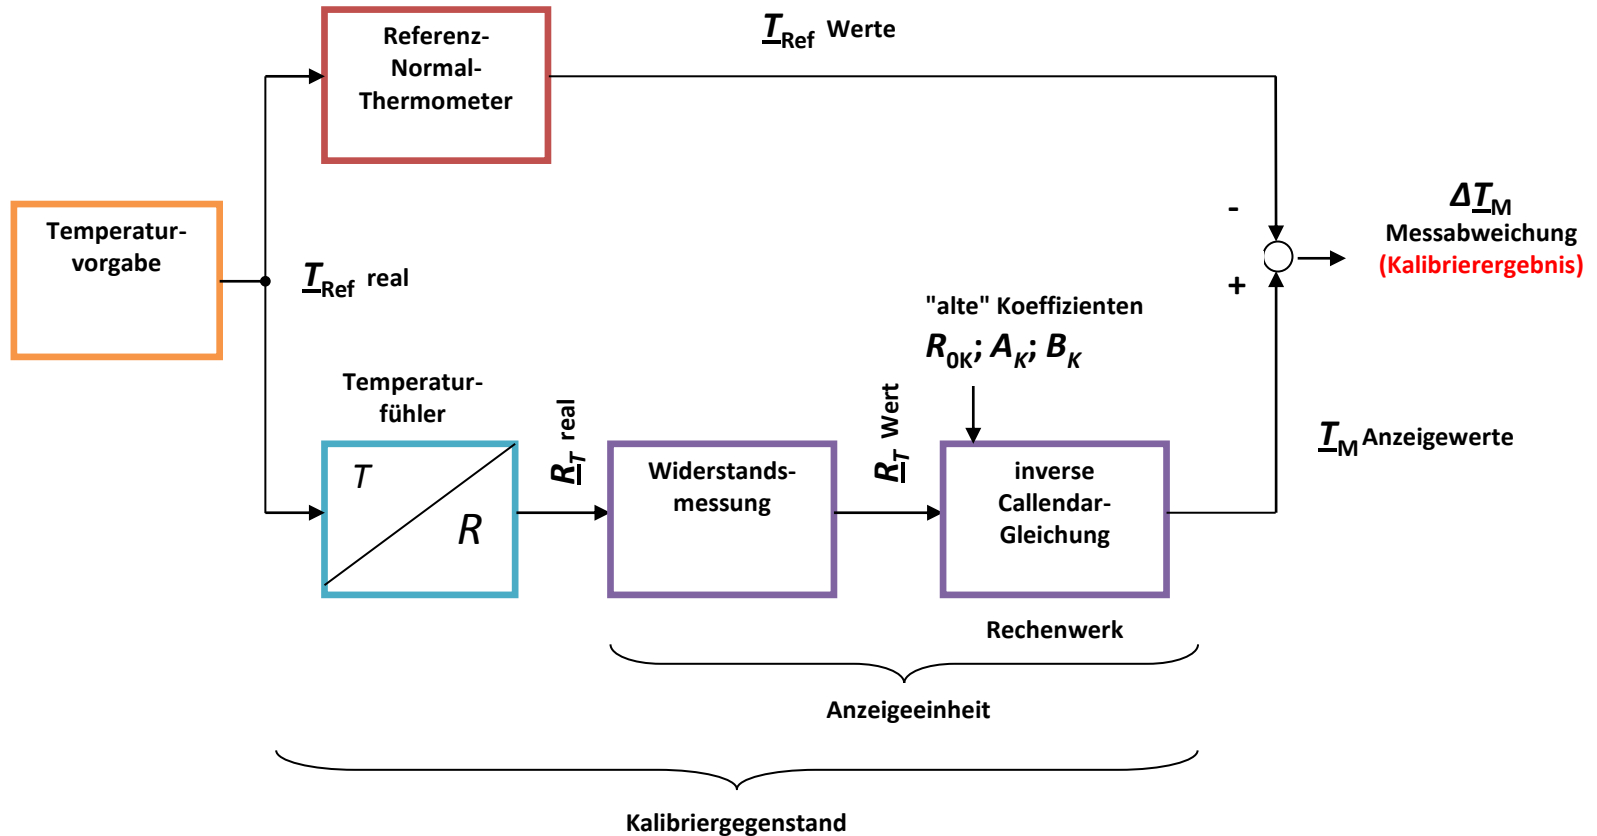 Referenz-
Normal-
Thermometer
T_Ref Werte
Temperatur-
vorgabe
T_Ref real
-
+
ΔT_M
Messabweichung
(Kalibrierergebnis)
"alte" Koeffizienten
R_0K; A_K; B_K
Temperatur-
fühler
T
R
R_T real
Widerstands-
messung
R_T Wert
inverse
Callendar-
Gleichung
T_M Anzeigewerte
Rechenwerk
Anzeigeeinheit
Kalibriergegenstand